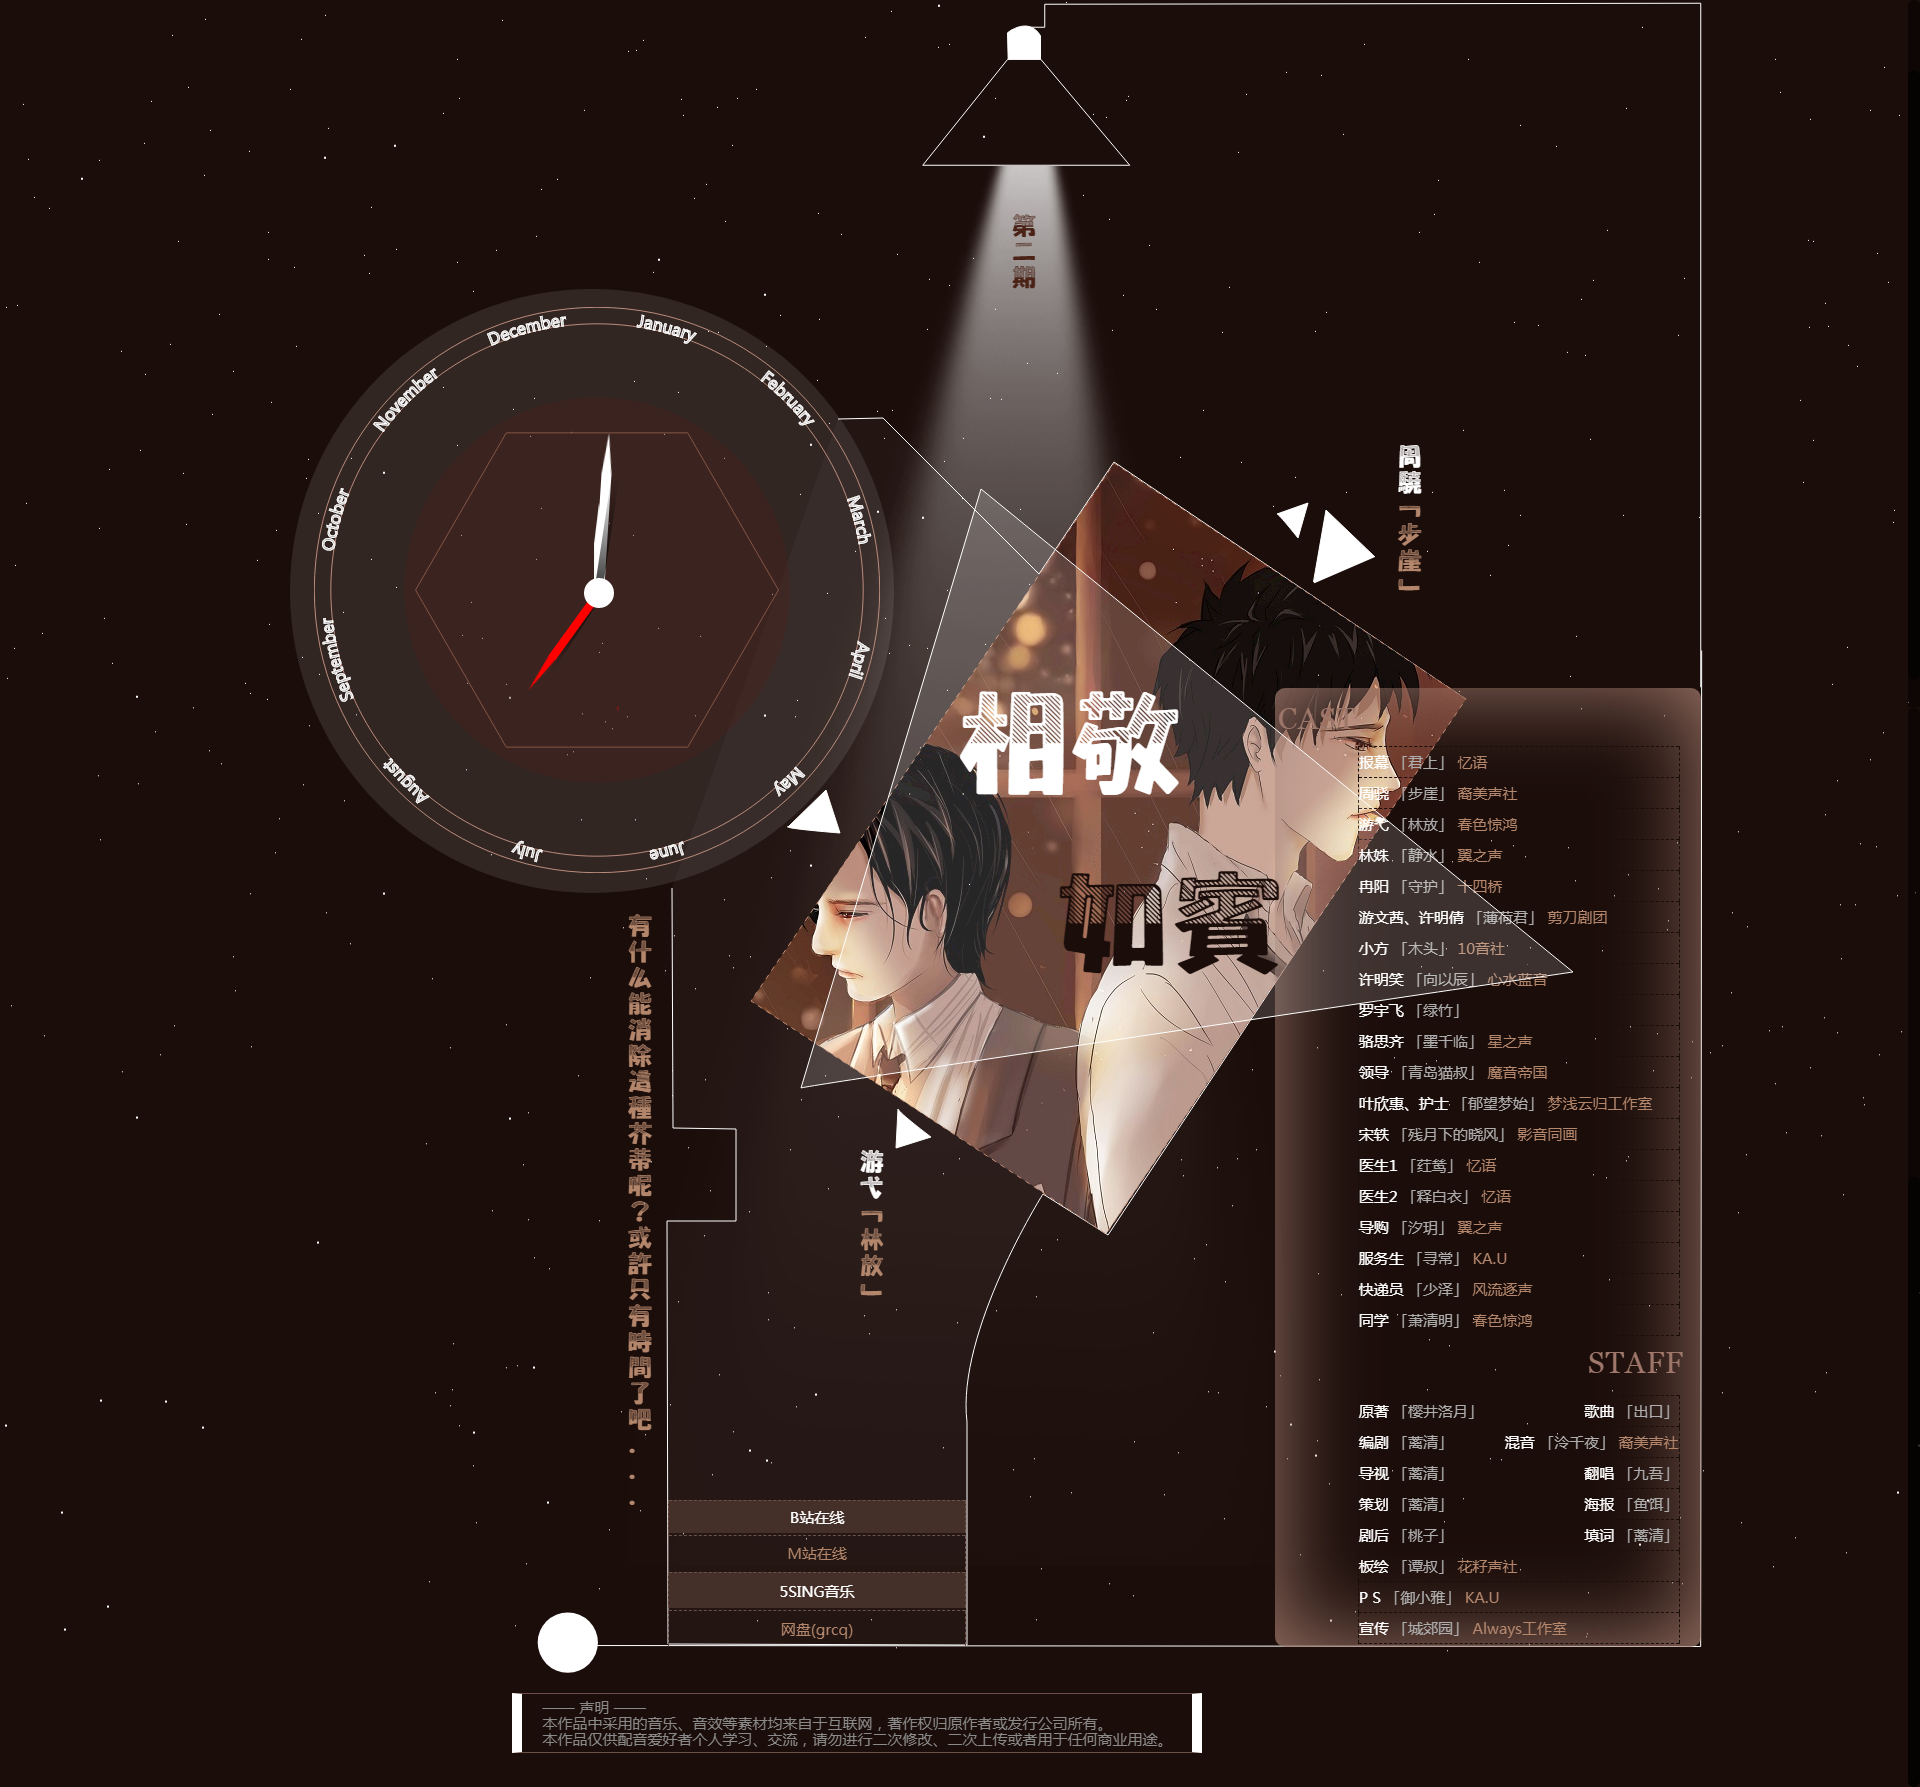 第二期
December
January
November
February
October
March
September
April
August
May
July
June
周驍「步崖」
相敬
如賓
游弋「林放」
有什么能消除這種芥蒂呢？或許只有時間了吧...
CAST
报幕「君上」 忆语
周骁「步崖」 裔美声社
游弋「林放」 春色惊鸿
林姝「静水」 翼之声
冉阳「守护」 十四桥
游文茜、许明倩「薄荷君」 剪刀剧团
小方「木头」 10音社
许明笑「向以辰」 心水蓝音
罗宇飞「绿竹」
骆思齐「墨千临」 星之声
领导「青岛猫叔」 魔音帝国
叶欣惠、护士「郁望梦始」 梦浅云归工作室
宋轶「残月下的晓风」 影音同画
医生1「红鸾」 忆语
医生2「释白衣」 忆语
导购「汐玥」 翼之声
服务生「寻常」 KA.U
快递员「少泽」 风流逐声
同学「萧清明」 春色惊鸿
STAFF
原著「樱井洛月」 歌曲「出口」
编剧「蓠清」 混音「泠千夜」 裔美声社
导视「蓠清」 翻唱「九吾」
策划「蓠清」 海报「鱼饵」
剧后「桃子」 填词「蓠清」
板绘「谭叔」 花籽声社
P S「御小雅」 KA.U
宣传「城郊园」 Always工作室
B站在线
M站在线
5SING音乐
网盘(grcq)
—— 声明 ——
本作品中采用的音乐、音效等素材均来自于互联网，著作权归原作者或发行公司所有。
本作品仅供配音爱好者个人学习、交流，请勿进行二次修改、二次上传或者用于任何商业用途。